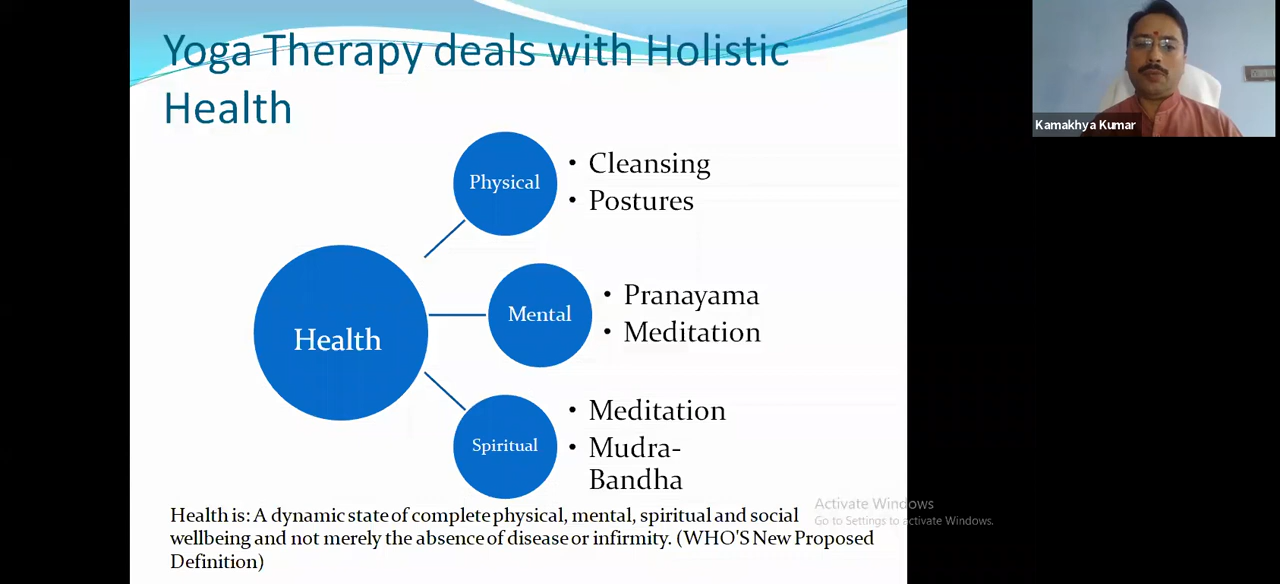 Yoga Therapy deals with Holistic
Health
Kamakhya Kumar
Physical
• Cleansing
• Postures
Health
Mental
• Pranayama
• Meditation
Spiritual
• Meditation
• Mudra-
Bandha
Health is: A dynamic state of complete physical, mental, spiritual and social
wellbeing and not merely the absence of disease or infirmity. (WHO'S New Proposed
Definition)
Activate Windows
Go to Settings to activate Windows.